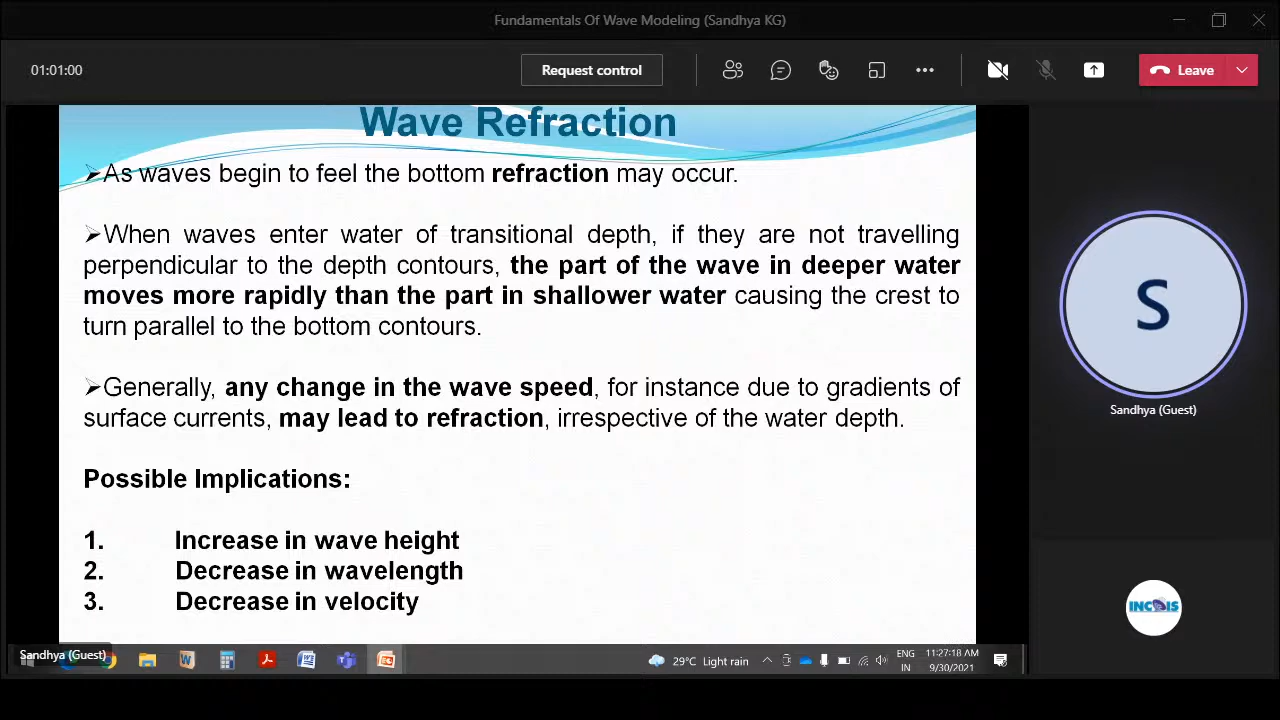 Fundamentals Of Wave Modeling (Sandhya KG)
01:01:00
Request control
Leave
Wave Refraction
➢As waves begin to feel the bottom refraction may occur.
➢When waves enter water of transitional depth, if they are not travelling
perpendicular to the depth contours, the part of the wave in deeper water
moves more rapidly than the part in shallower water causing the crest to
turn parallel to the bottom contours.
➢Generally, any change in the wave speed, for instance due to gradients of
surface currents, may lead to refraction, irrespective of the water depth.
Possible Implications:
1. Increase in wave height
2. Decrease in wavelength
3. Decrease in velocity
S
Sandhya (Guest)
INCOIS
Sandhya (Guest)
29°C Light rain
ENG
IN
11:27:18 AM
9/30/2021